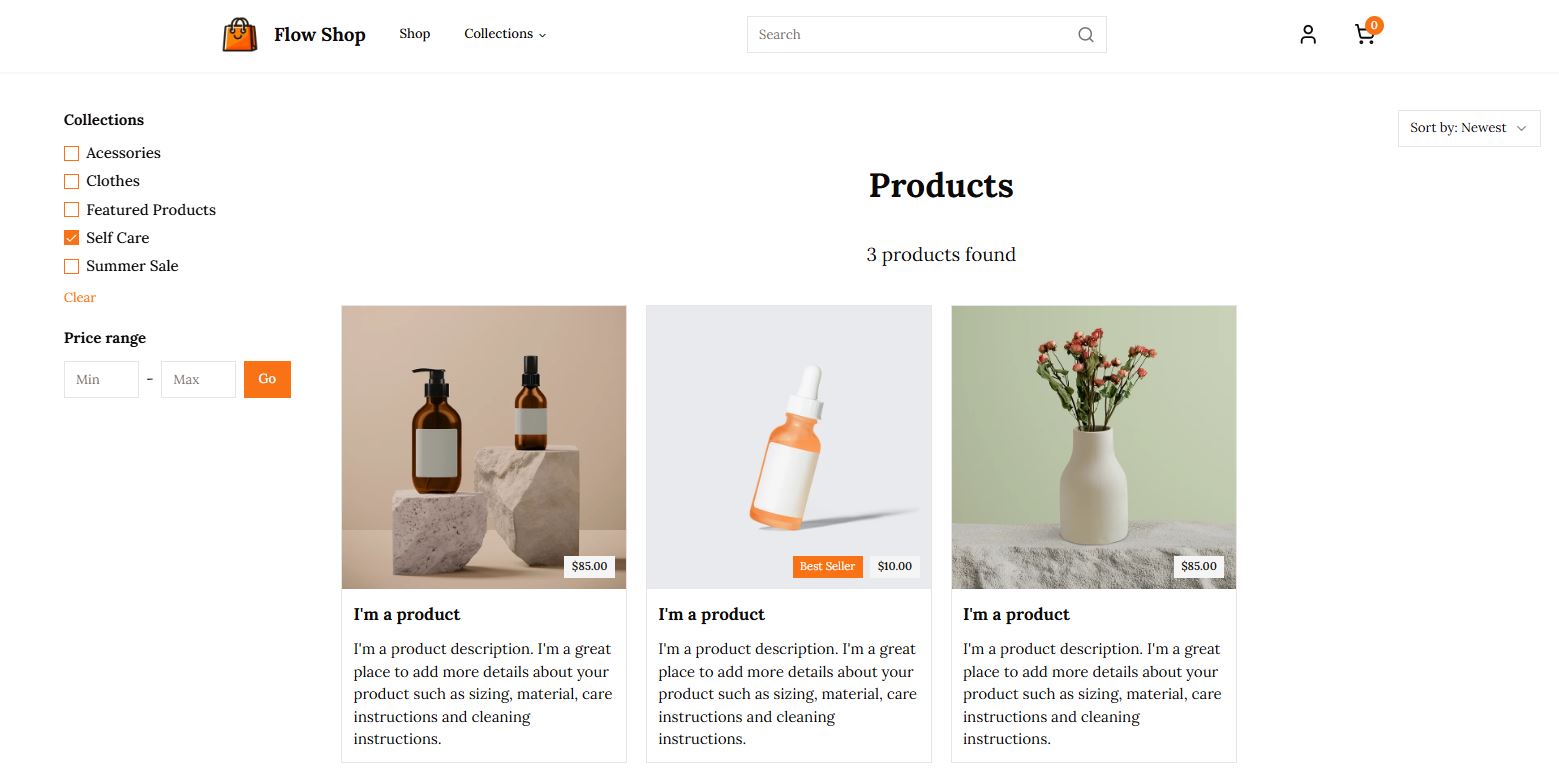 Flow Shop
Shop
Collections
Search
0
Collections
Acessories
Clothes
Featured Products
Self Care
Summer Sale
Clear
Price range
Min - Max Go
Sort by: Newest
Products
3 products found
$85.00
I'm a product
I'm a product description. I'm a great
place to add more details about your
product such as sizing, material, care
instructions and cleaning
instructions.
Best Seller
$10.00
I'm a product
I'm a product description. I'm a great
place to add more details about your
product such as sizing, material, care
instructions and cleaning
instructions.
$85.00
I'm a product
I'm a product description. I'm a great
place to add more details about your
product such as sizing, material, care
instructions and cleaning
instructions.